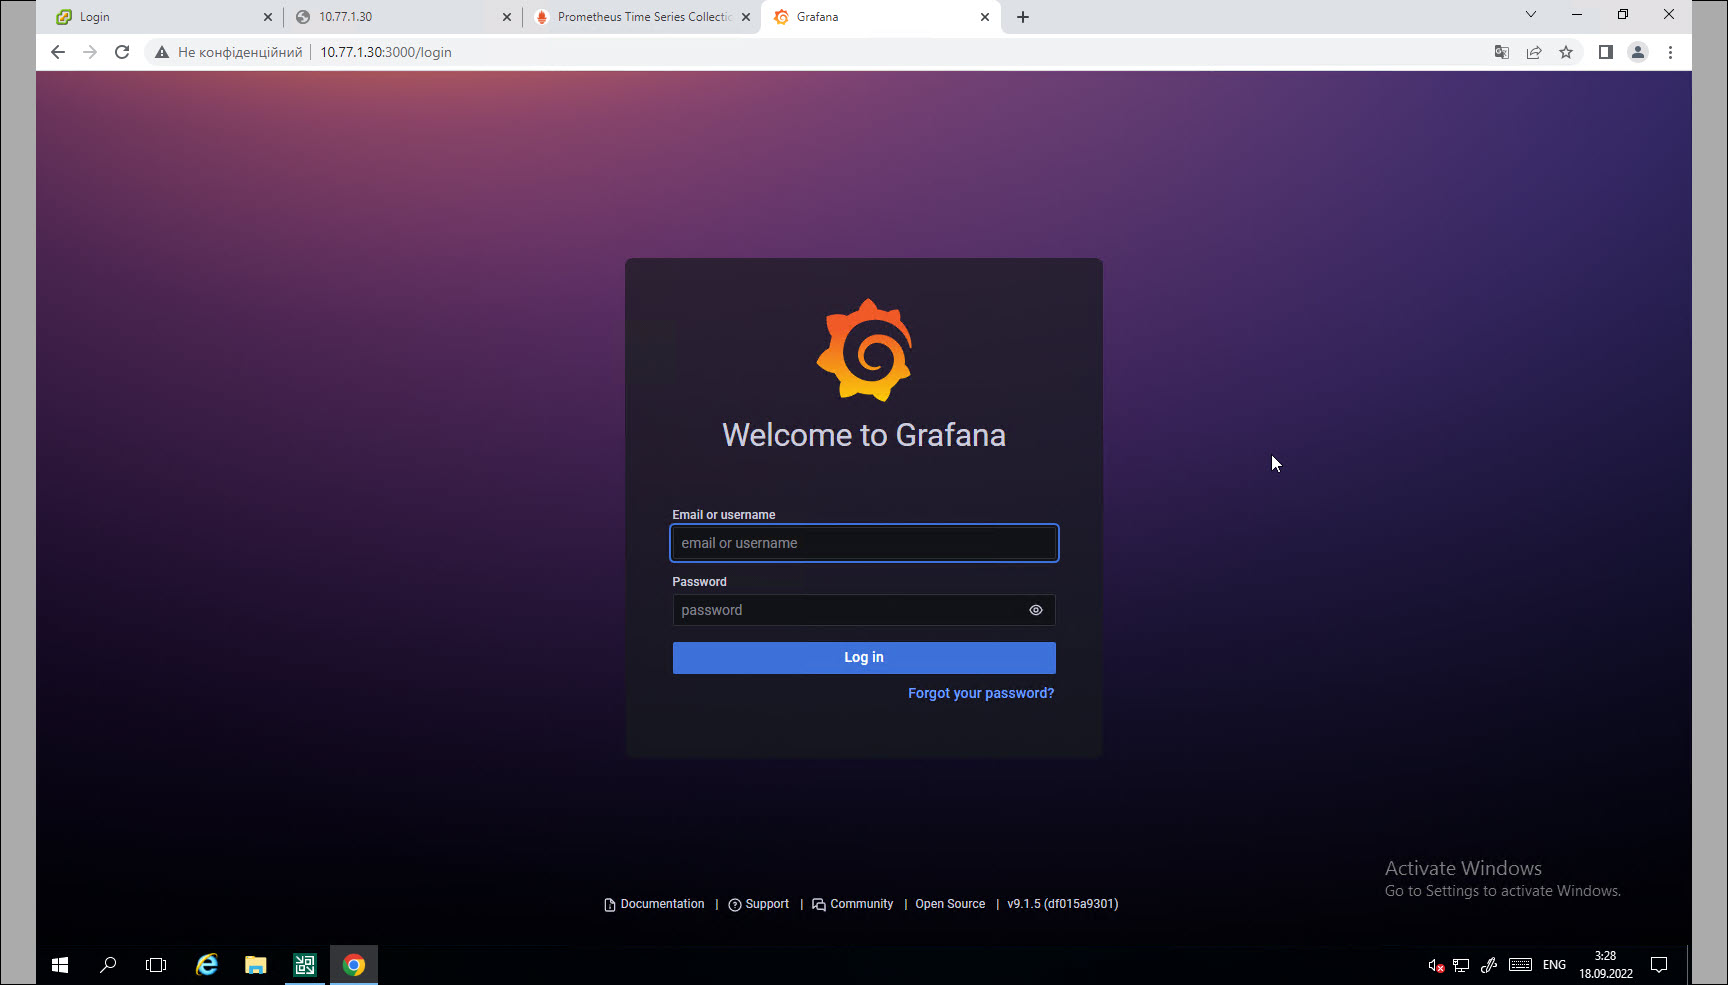 Login
10.77.1.30
Prometheus Time Series Collectio
Grafana
Не конфіденційний
10.77.1.30:3000/login
Welcome to Grafana
Email or username
email or username
Password
password
Log in
Forgot your password?
Activate Windows
Go to Settings to activate Windows.
Documentation | Support | Community | Open Source | v9.1.5 (df015a9301)
ENG
3:28
18.09.2022